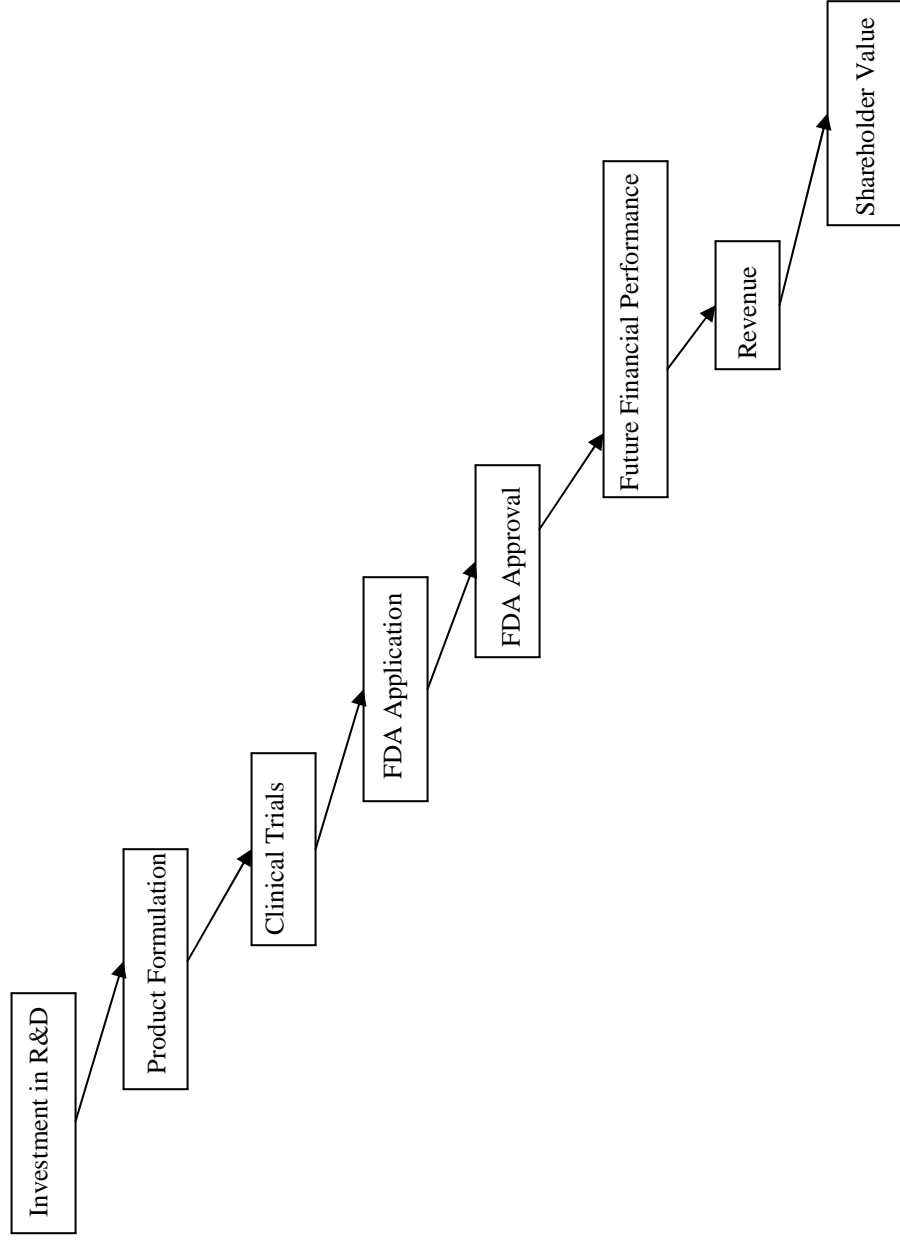 Investment in R&D
Product Formulation
Clinical Trials
FDA Application
FDA Approval
Future Financial Performance
Revenue
Shareholder Value